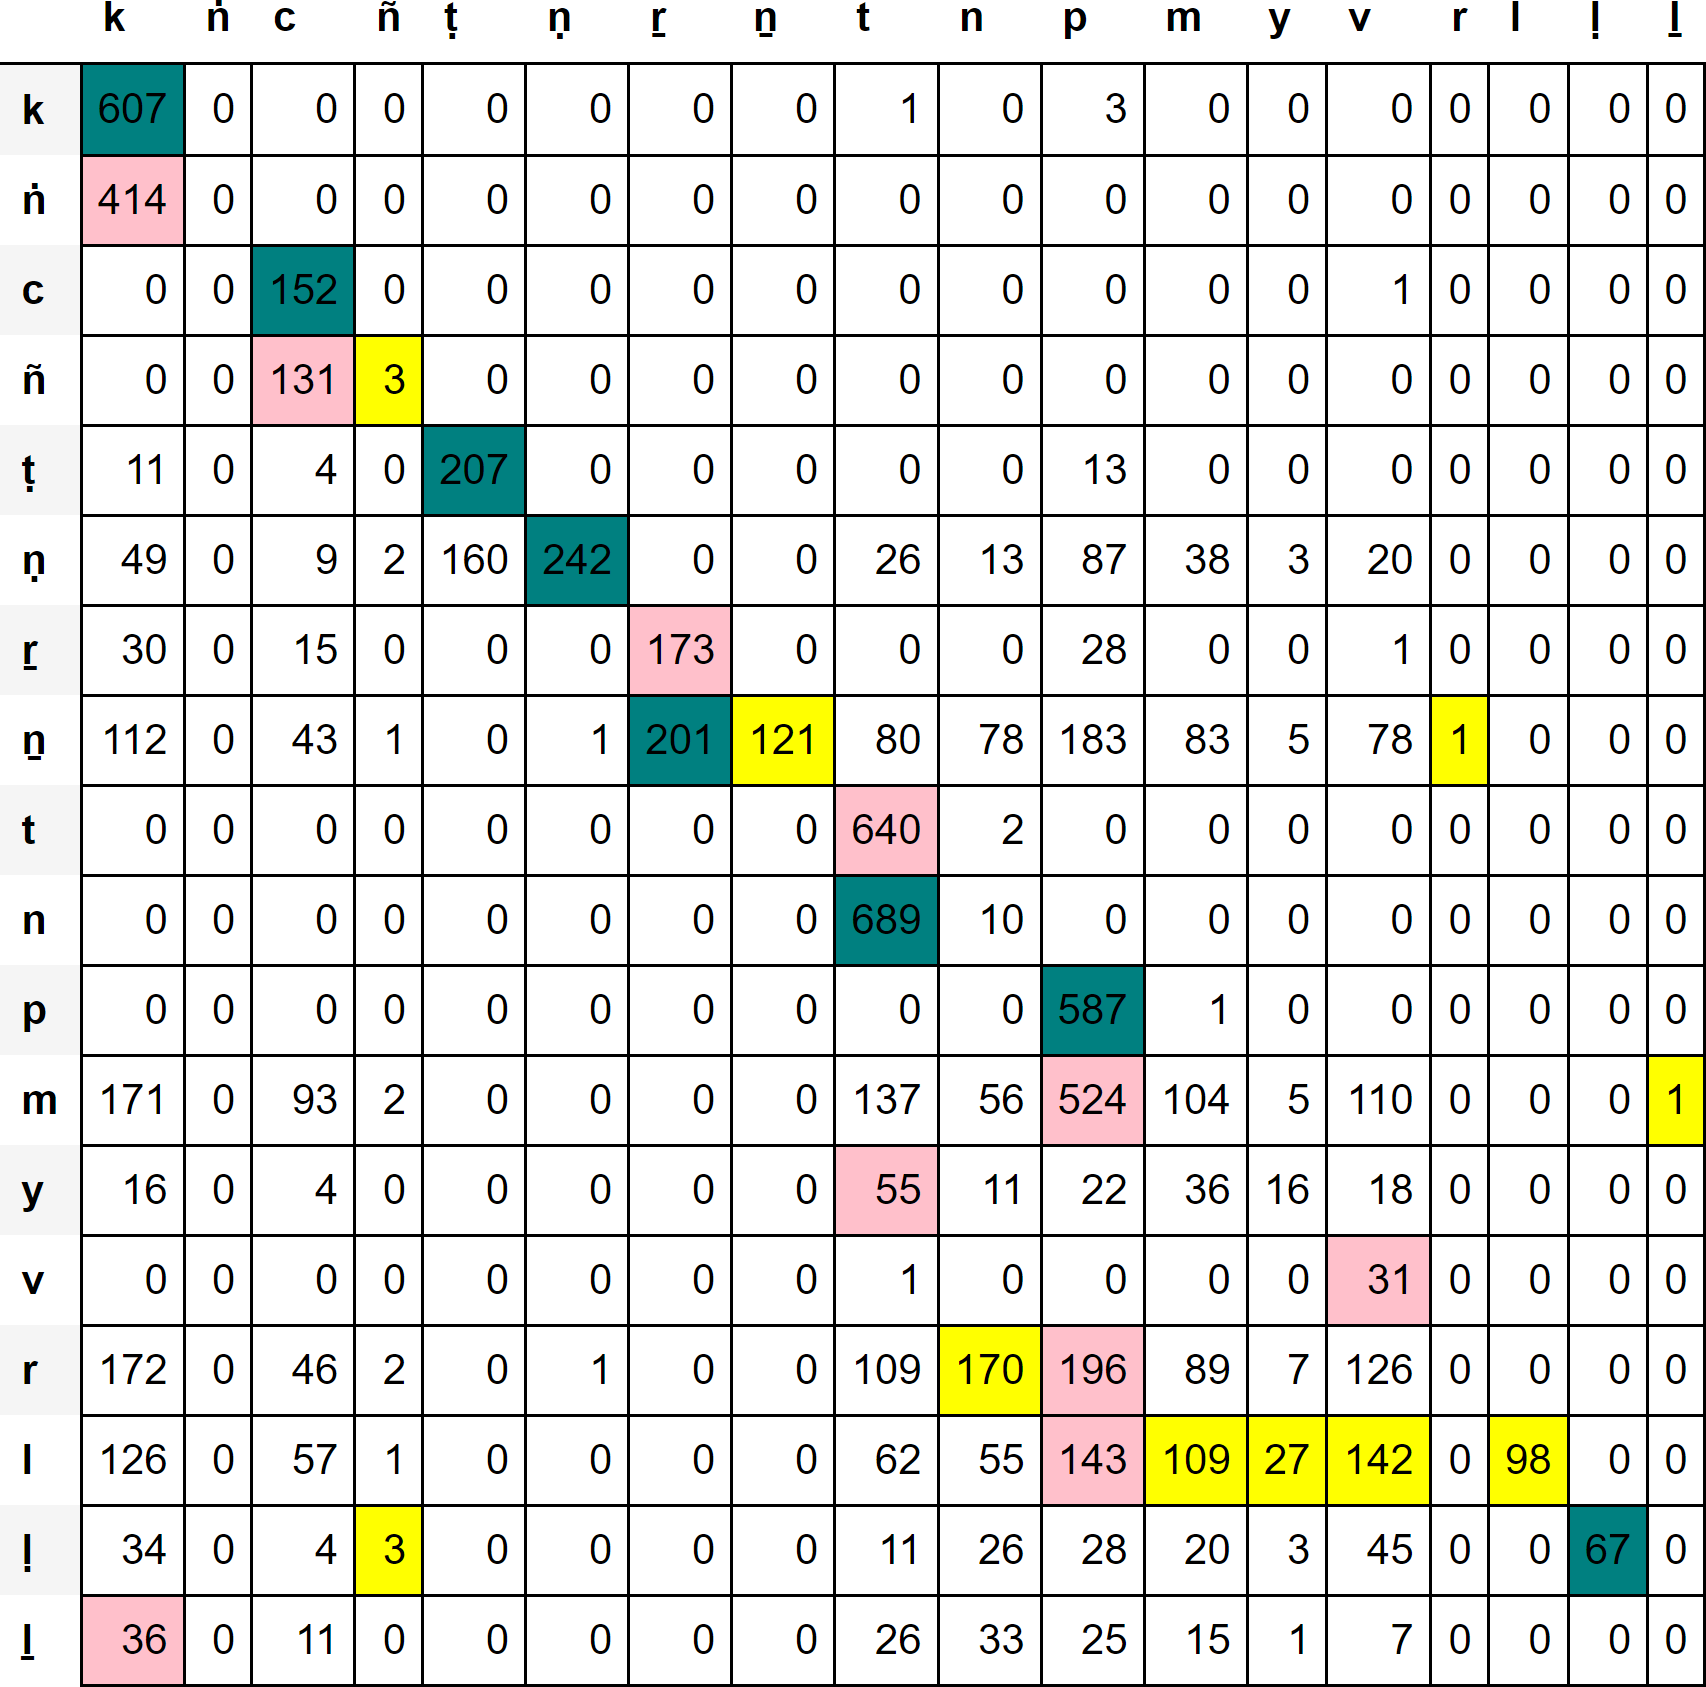 k ṅ c ñ ṭ ṇ ṟ ṉ t n p m y v r l ḷ ḻ
k 607 0 0 0 0 0 0 0 1 0 3 0 0 0 0 0 0 0
ṅ 414 0 0 0 0 0 0 0 0 0 0 0 0 0 0 0 0 0
c 0 0 152 0 0 0 0 0 0 0 0 0 0 1 0 0 0 0
ñ 0 0 131 3 0 0 0 0 0 0 0 0 0 0 0 0 0 0
ṭ 11 0 4 0 207 0 0 0 0 0 13 0 0 0 0 0 0 0
ṇ 49 0 9 2 160 242 0 0 26 13 87 38 3 20 0 0 0 0
ṟ 30 0 15 0 0 0 173 0 0 0 28 0 0 1 0 0 0 0
ṉ 112 0 43 1 0 1 201 121 80 78 183 83 5 78 1 0 0 0
t 0 0 0 0 0 0 0 0 640 2 0 0 0 0 0 0 0 0
n 0 0 0 0 0 0 0 0 689 10 0 0 0 0 0 0 0 0
p 0 0 0 0 0 0 0 0 0 0 587 1 0 0 0 0 0 0
m 171 0 93 2 0 0 0 0 137 56 524 104 5 110 0 0 0 1
y 16 0 4 0 0 0 0 0 55 11 22 36 16 18 0 0 0 0
v 0 0 0 0 0 0 0 0 1 0 0 0 0 31 0 0 0 0
r 172 0 46 2 0 1 0 0 109 170 196 89 7 126 0 0 0 0
l 126 0 57 1 0 0 0 0 62 55 143 109 27 142 0 98 0 0
ḷ 34 0 4 3 0 0 0 0 11 26 28 20 3 45 0 0 67 0
ḻ 36 0 11 0 0 0 0 0 26 33 25 15 1 7 0 0 0 0